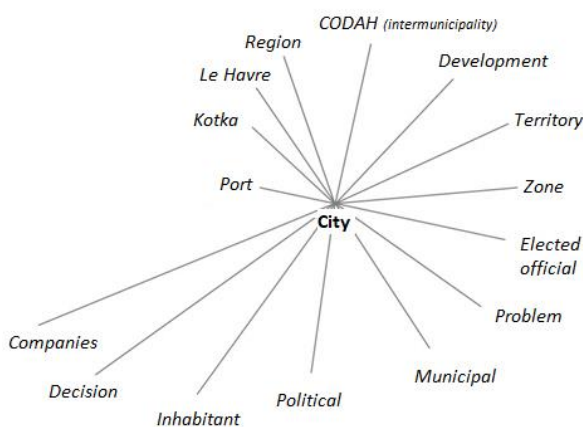 CODAH (intermunicipality)
Region
Development
Le Havre
Kotka
Territory
Port
Zone
City
Elected
official
Problem
Companies
Municipal
Decision
Political
Inhabitant